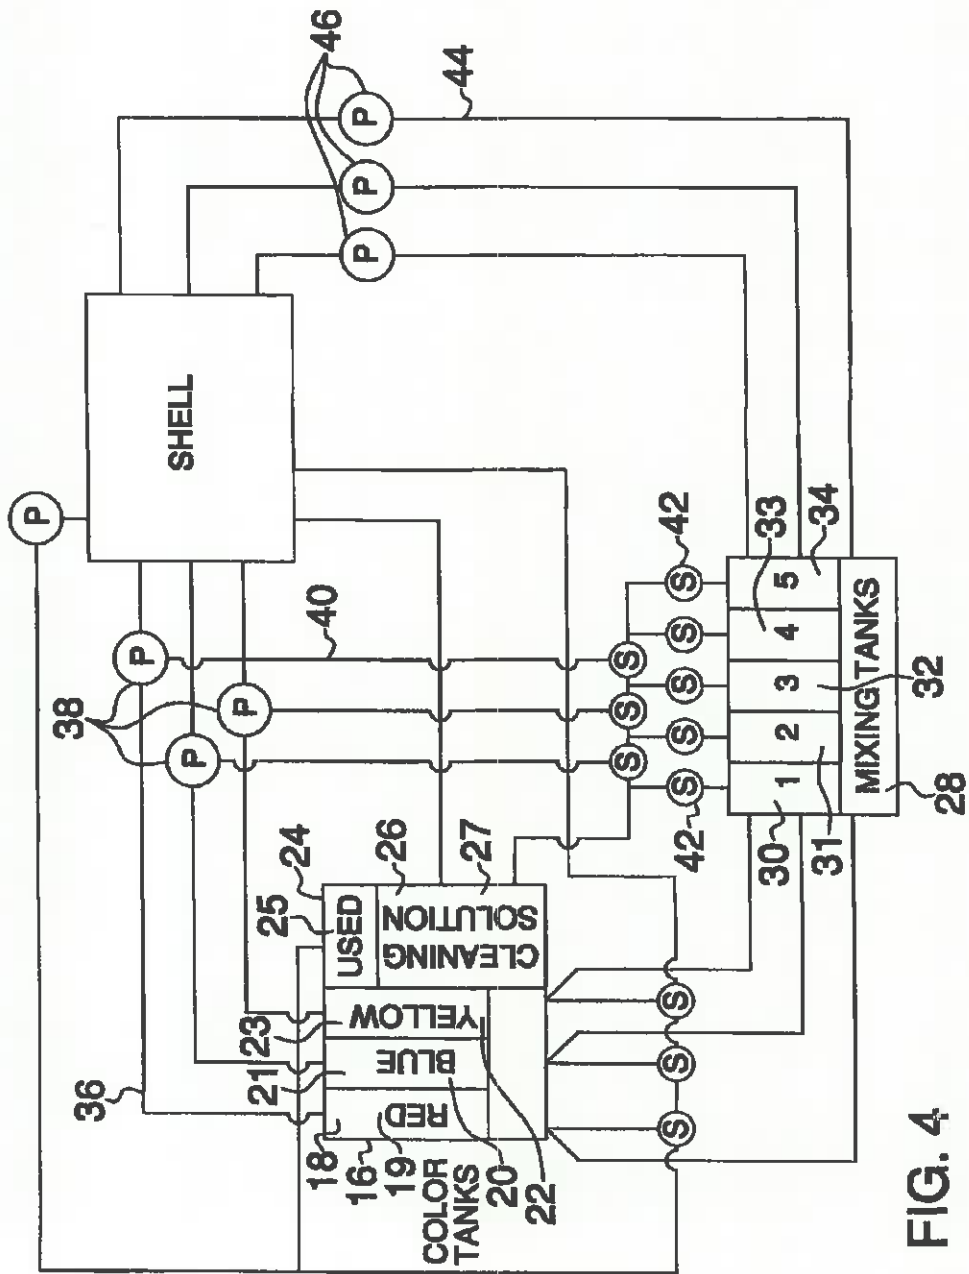 P
SHELL
46
P
P
P
44
38
P
P
P
40
36
18
16
19
COLOR
TANKS
20
22
RED
21
BLUE
23
YELLOW
24
25
USED
26
CLEANING
SOLUTION
27
S
S
S
S
S
S
42
S
S
S
S
S
42
30
31
32
33
34
1
2
3
4
5
MIXING TANKS
28
FIG. 4